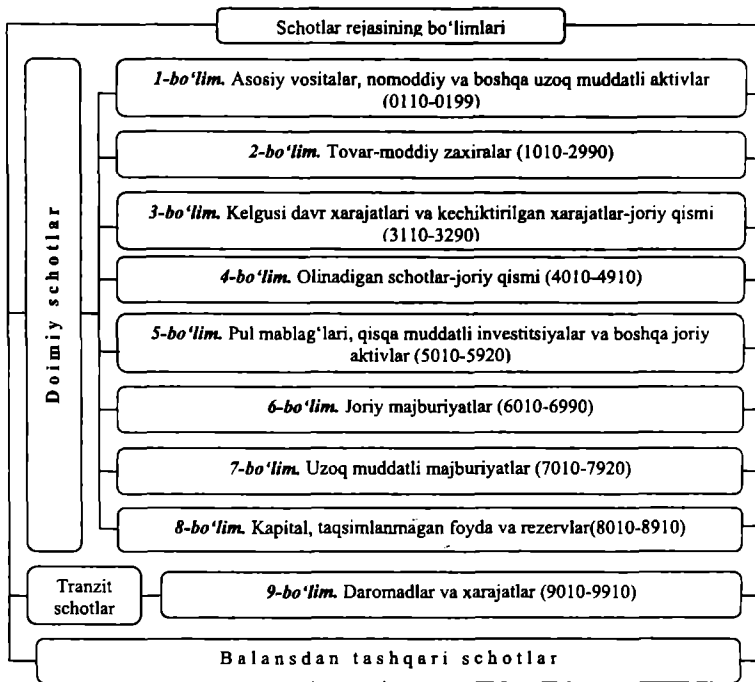 Schotlar rejasining bo‘limlari
Doimiy schotlar
1-bo‘lim. Asosiy vositalar, nomoddiy va boshqa uzoq muddatli aktivlar
(0110-0199)
2-bo‘lim. Tovar-moddiy zaxiralar (1010-2990)
3-bo‘lim. Kelgusi davr xarajatlari va kechiktirilgan xarajatlar-joriy qismi
(3110-3290)
4-bo‘lim. Olinadigan schotlar-joriy qismi (4010-4910)
5-bo‘lim. Pul mablag‘lari, qisqa muddatli investitsiyalar va boshqa joriy
aktivlar (5010-5920)
6-bo‘lim. Joriy majburiyatlar (6010-6990)
7-bo‘lim. Uzoq muddatli majburiyatlar (7010-7920)
8-bo‘lim. Kapital, taqsimlanmagan foyda va rezervlar(8010-8910)
Tranzit
schotlar
9-bo‘lim. Daromadlar va xarajatlar (9010-9910)
Balansdan tashqari schotlar